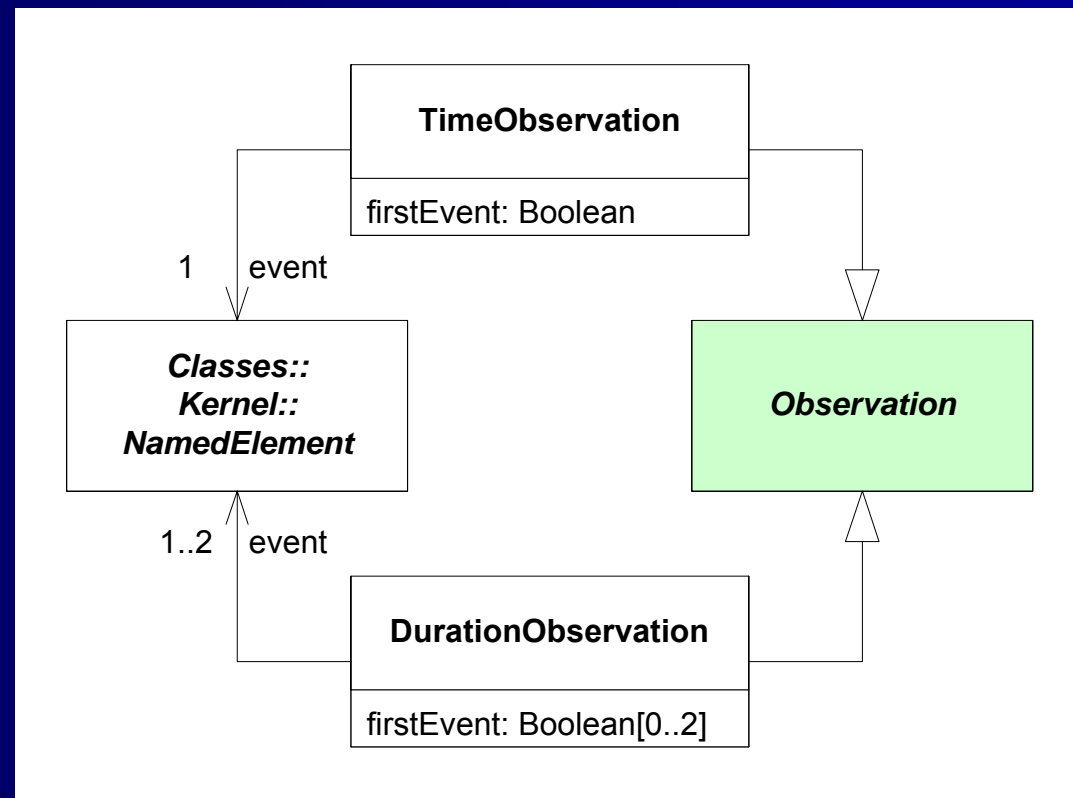 TimeObservation
firstEvent: Boolean
1 event
Classes::
Kernel::
NamedElement
Observation
1..2 event
DurationObservation
firstEvent: Boolean[0..2]